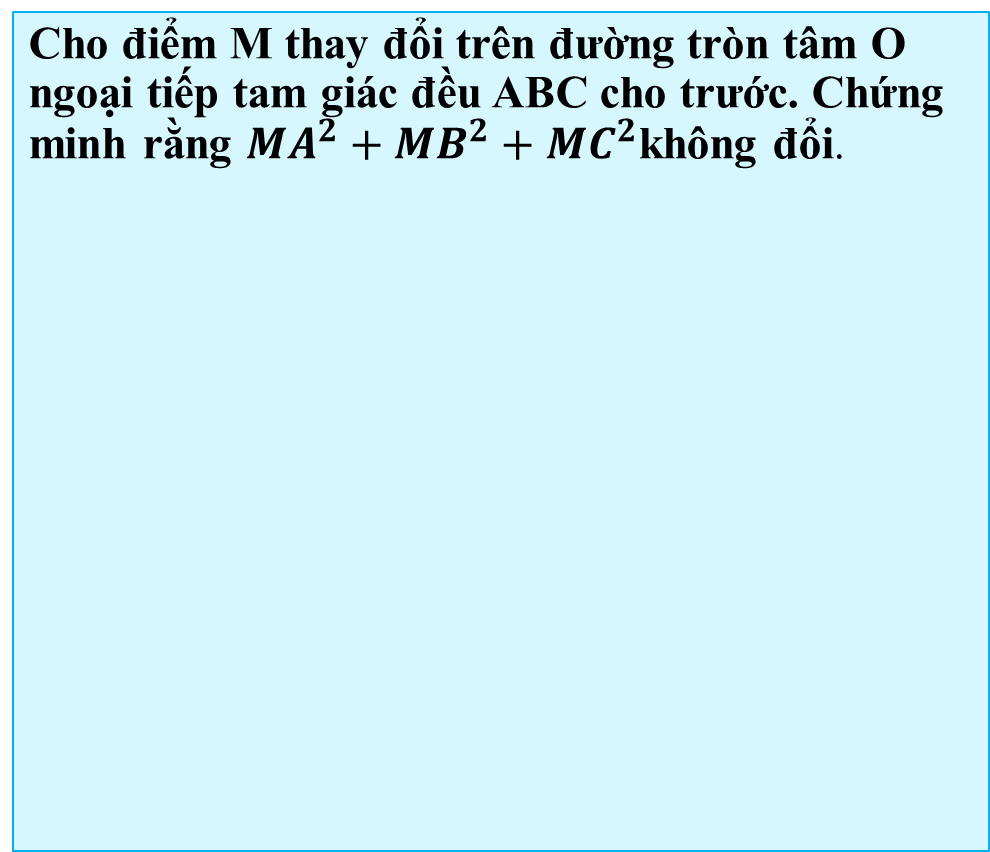 Cho điểm M thay đổi trên đường tròn tâm O
ngoại tiếp tam giác đều ABC cho trước. Chứng
minh rằng 𝑴𝑨² + 𝑴𝑩² + 𝑴𝑪²không đổi.